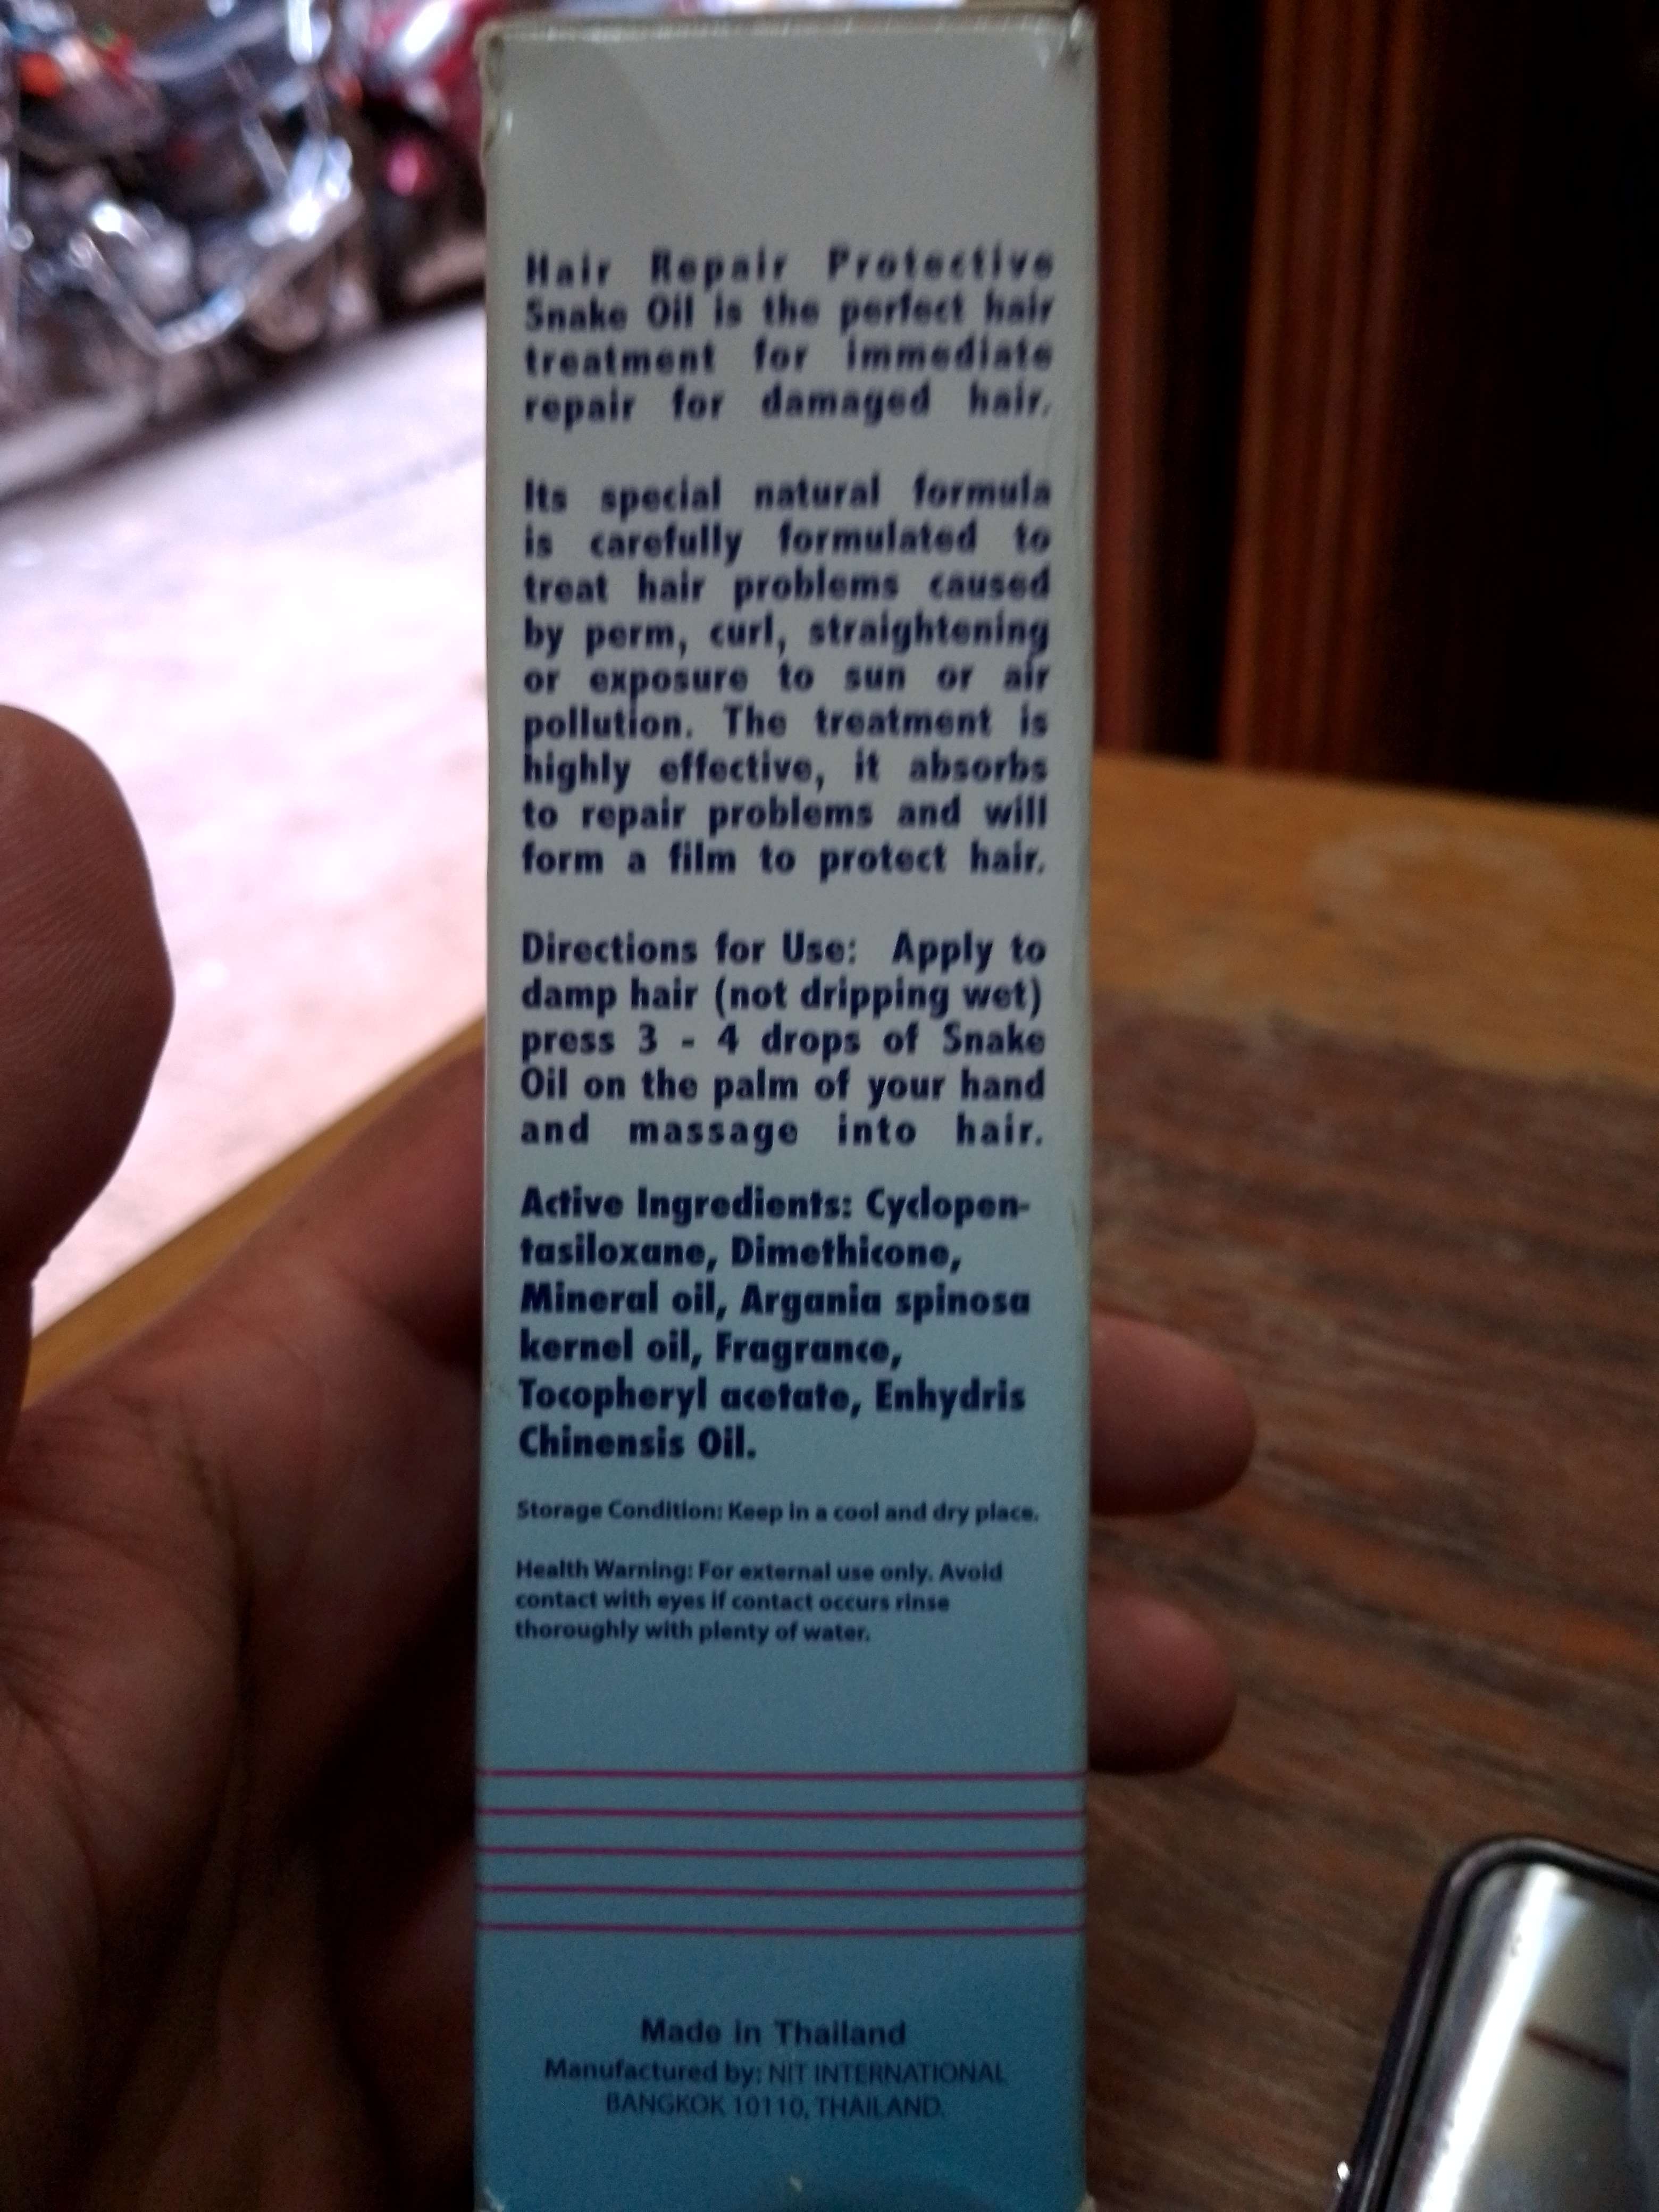 Hair Repair Protective
Snake Oil is the perfect hair
treatment for immediate
repair for damaged hair.
Its special natural formula
is carefully formulated to
treat hair problems caused
by perm, curl, straightening
or exposure to sun or air
pollution. The treatment is
highly effective, it absorbs
to repair problems and will
form a film to protect hair.
Directions for Use: Apply to
damp hair (not dripping wet)
press 3 - 4 drops of Snake
Oil on the palm of your hand
and massage into hair.
Active Ingredients: Cyclopen-
tasiloxane, Dimethicone,
Mineral oil, Argania spinosa
kernel oil, Fragrance,
Tocopheryl acetate, Enhydris
Chinensis Oil.
Storage Condition: Keep in a cool and dry place.
Health Warning: For external use only. Avoid
contact with eyes if contact occurs rinse
thoroughly with plenty of water.
Made in Thailand
Manufactured by: NIT INTERNATIONAL
BANGKOK 10110, THAILAND.